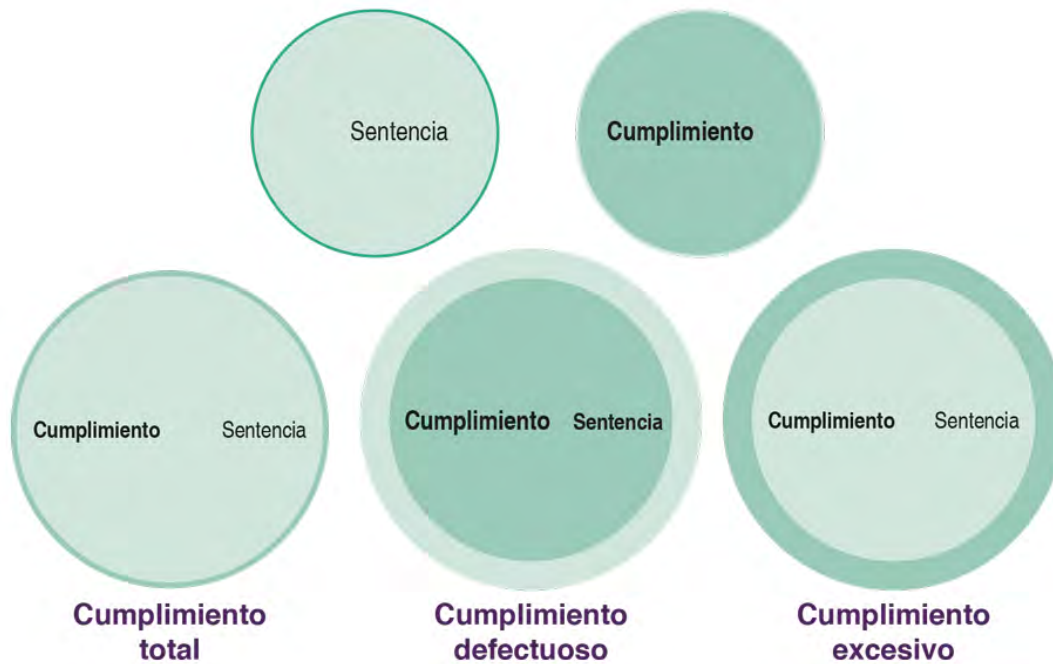 Sentencia
Cumplimiento
Cumplimiento Sentencia
Cumplimiento Sentencia
Cumplimiento Sentencia
Cumplimiento
total
Cumplimiento
defectuoso
Cumplimiento
excesivo